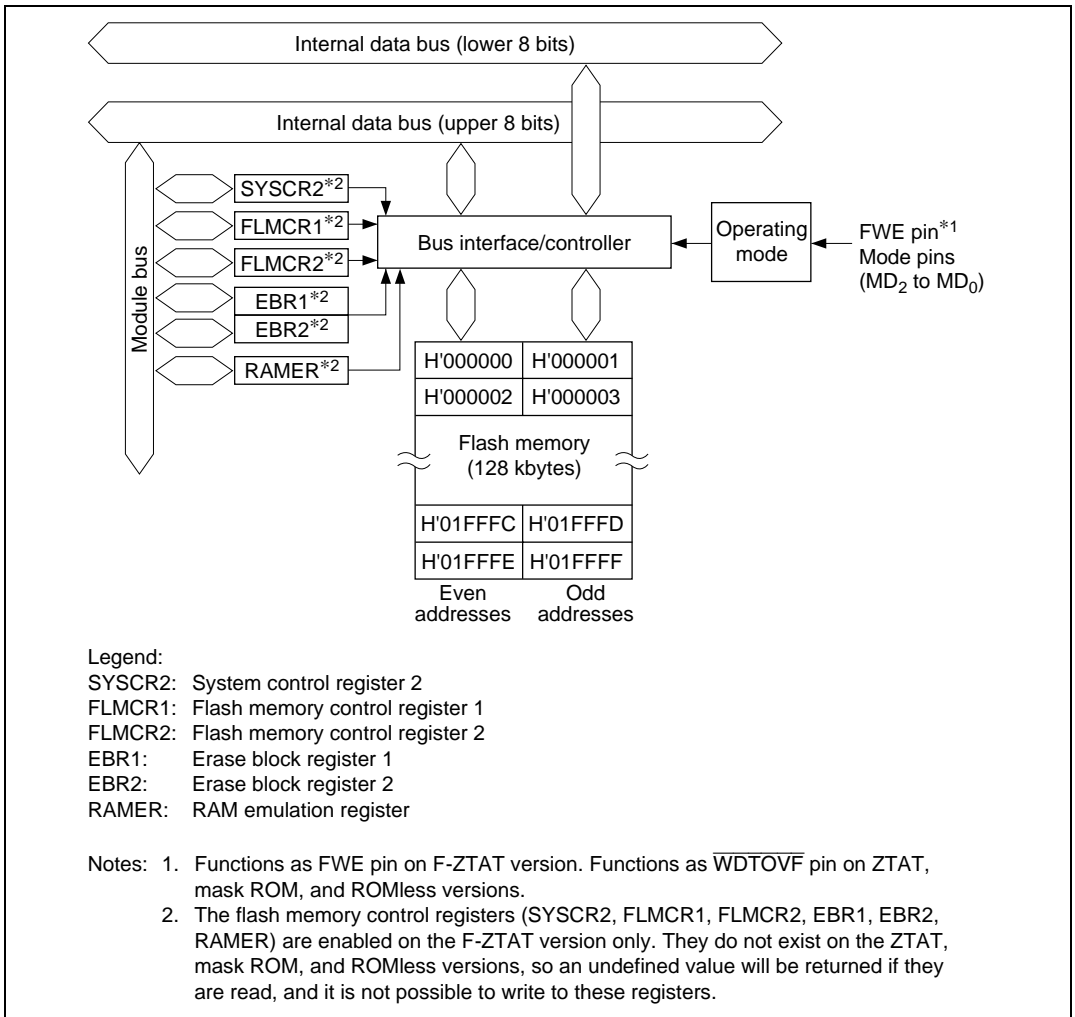 Internal data bus (lower 8 bits)
Internal data bus (upper 8 bits)
Module bus
SYSCR2*2
FLMCR1*2
FLMCR2*2
EBR1*2
EBR2*2
RAMER*2
Bus interface/controller
Operating
mode
FWE pin*1
Mode pins
(MD2 to MD0)
H'000000 H'000001
H'000002 H'000003
Flash memory
(128 kbytes)
H'01FFFC H'01FFFD
H'01FFFE H'01FFFF
Even Odd
addresses addresses
Legend:
SYSCR2: System control register 2
FLMCR1: Flash memory control register 1
FLMCR2: Flash memory control register 2
EBR1: Erase block register 1
EBR2: Erase block register 2
RAMER: RAM emulation register
Notes: 1. Functions as FWE pin on F-ZTAT version. Functions as WDTOVF pin on ZTAT,
mask ROM, and ROMless versions.
2. The flash memory control registers (SYSCR2, FLMCR1, FLMCR2, EBR1, EBR2,
RAMER) are enabled on the F-ZTAT version only. They do not exist on the ZTAT,
mask ROM, and ROMless versions, so an undefined value will be returned if they
are read, and it is not possible to write to these registers.